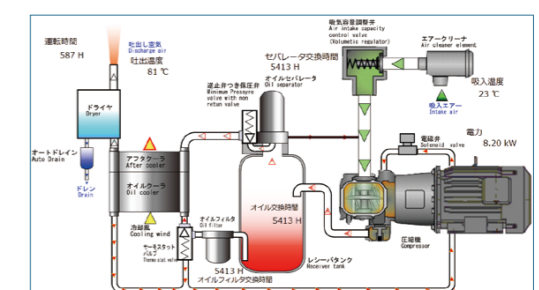 運転時間
587 H
吐出し空気
Discharge air
吐出温度
81 ℃
吸気容量調整弁
Air intake capacity
control valve
(Volumetric regulator)
エアークリーナ
Air cleaner element
吸入温度
23 ℃
吸入エアー
Intake air
セパレータ交換時間
5413 H
オイルセパレータ
Oil separator
逆止弁つき保圧弁
Minimum Pressure
valve with non
retun valve
ドライヤ
Dryer
オートドレイン
Auto Drain
ドレン
Drain
アフタクーラ
After cooler
オイルクーラ
Oil cooler
冷却風
Cooling wind
サーモスタット
バルブ
Thermostat valve
オイルフィルタ
Oil filter
5413 H
オイルフィルタ交換時間
オイル交換時間
5413 H
レシーバタンク
Receiver tank
電磁弁
Solenoid valve
電力
8.20 kW
圧縮機
Compressor